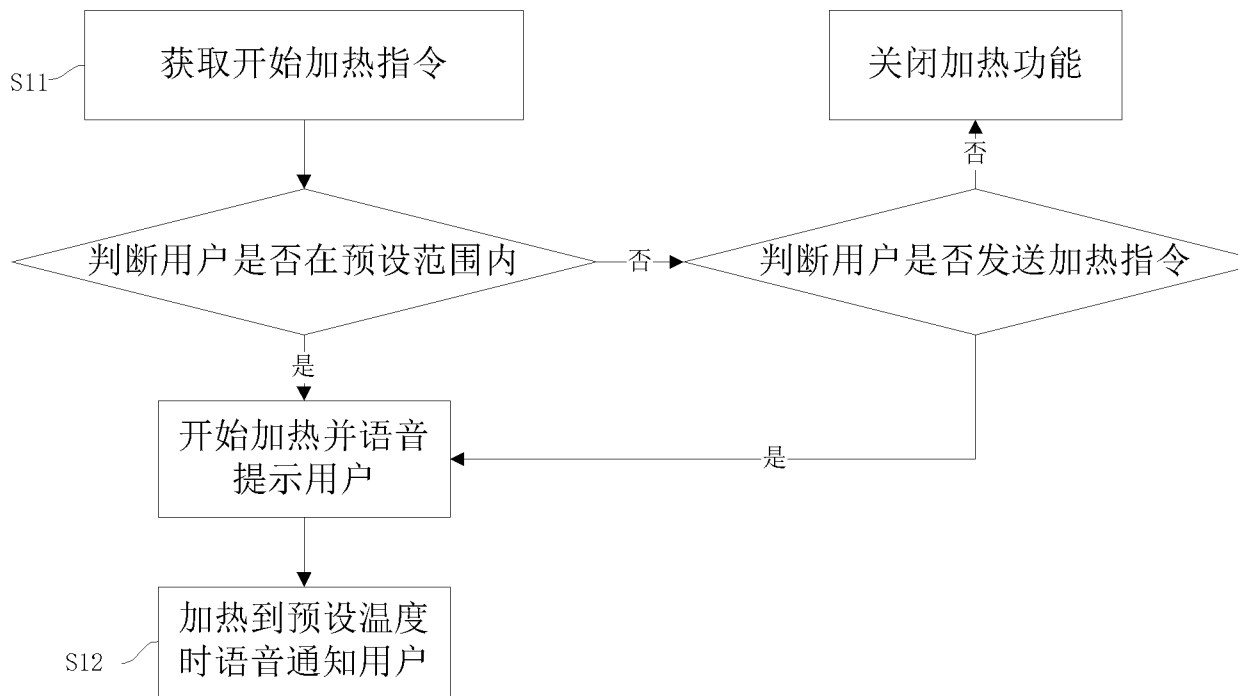 S11
获取开始加热指令
关闭加热功能
否
判断用户是否在预设范围内
否
判断用户是否发送加热指令
是
开始加热并语音
提示用户
是
S12
加热到预设温度
时语音通知用户